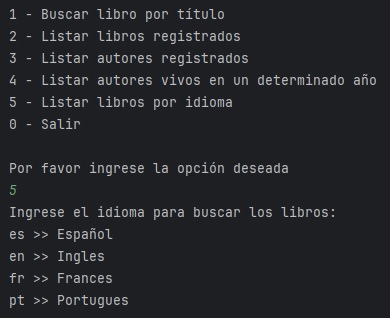 1 - Buscar libro por título
2 - Listar libros registrados
3 - Listar autores registrados
4 - Listar autores vivos en un determinado año
5 - Listar libros por idioma
0 - Salir
Por favor ingrese la opción deseada
5
Ingrese el idioma para buscar los libros:
es >> Español
en >> Ingles
fr >> Frances
pt >> Portugues